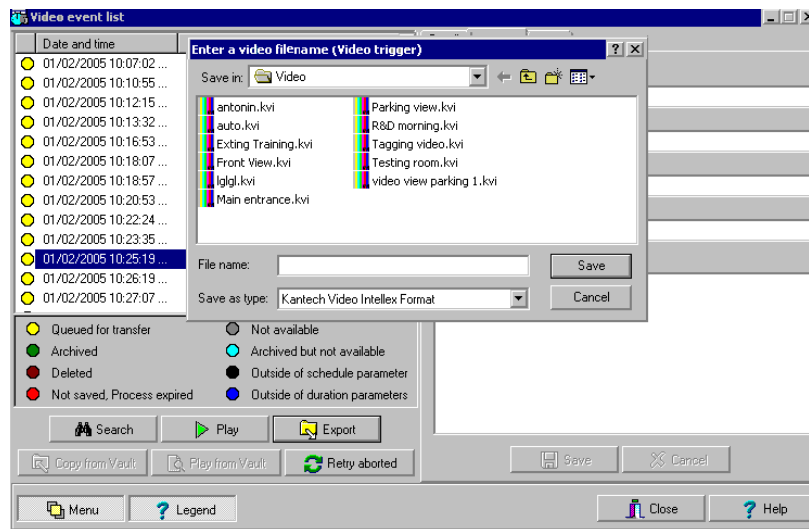 Video event list
Date and time
01/02/2005 10:07:02 ...
01/02/2005 10:10:55 ...
01/02/2005 10:12:15 ...
01/02/2005 10:13:32 ...
01/02/2005 10:16:53 ...
01/02/2005 10:18:07 ...
01/02/2005 10:18:57 ...
01/02/2005 10:20:53 ...
01/02/2005 10:22:24 ...
01/02/2005 10:23:35 ...
01/02/2005 10:25:19 ...
01/02/2005 10:26:19 ...
01/02/2005 10:27:07 ...
Enter a video filename (Video trigger)
Save in: Video
antonin.kvi
auto.kvi
Exting Training.kvi
Front View.kvi
lglgl.kvi
Main entrance.kvi
Parking view.kvi
R&D morning.kvi
Tagging video.kvi
Testing room.kvi
video view parking 1.kvi
File name:
Save
Save as type: Kantech Video Intellex Format
Cancel
Queued for transfer
Not available
Archived
Archived but not available
Deleted
Outside of schedule parameter
Not saved, Process expired
Outside of duration parameters
Search
Play
Export
Copy from Vault
Play from Vault
Retry aborted
Save
Cancel
Menu
Legend
Close
Help